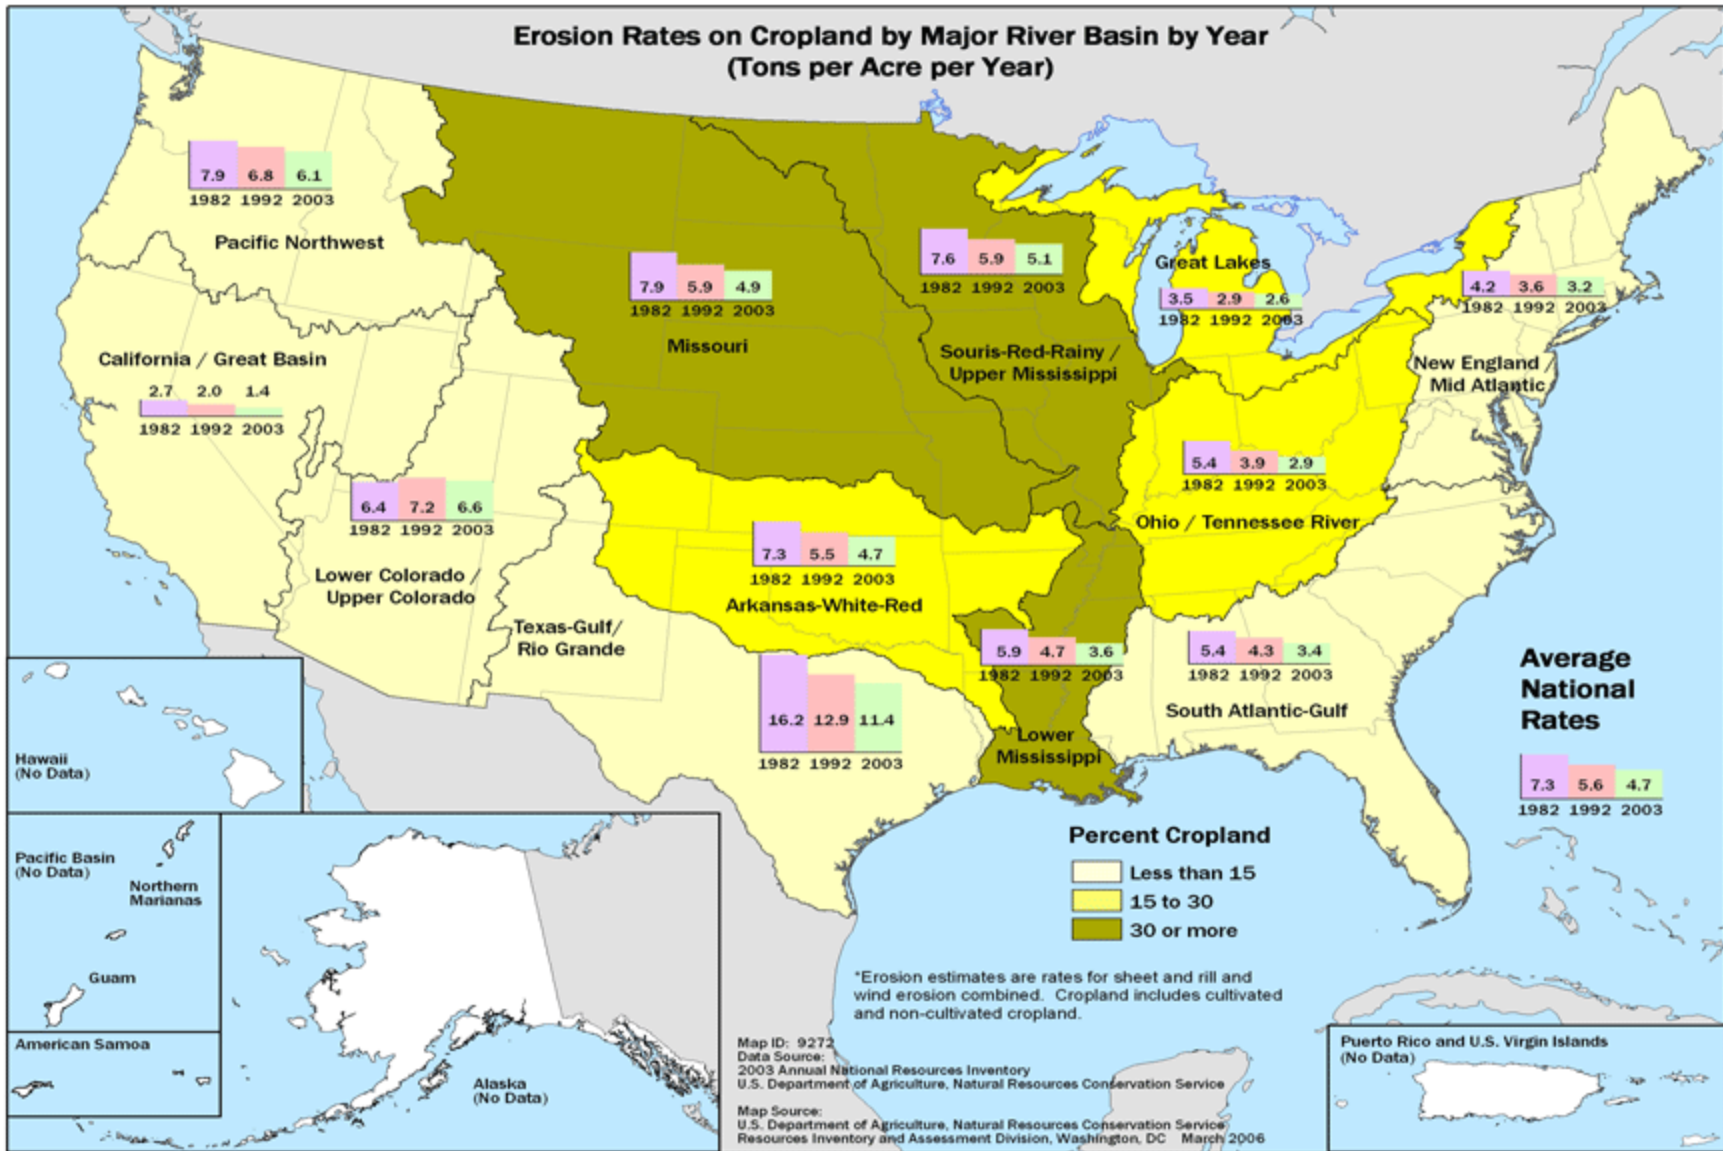 Erosion Rates on Cropland by Major River Basin by Year
(Tons per Acre per Year)
7.9 6.8 6.1
1982 1992 2003
Pacific Northwest
7.9 5.9 4.9
1982 1992 2003
Missouri
7.6 5.9 5.1
1982 1992 2003
Souris-Red-Rainy /
Upper Mississippi
Great Lakes
3.5 2.9 2.6
1982 1992 2003
4.2 3.6 3.2
1982 1992 2003
New England /
Mid Atlantic
California / Great Basin
2.7 2.0 1.4
1982 1992 2003
6.4 7.2 6.6
1982 1992 2003
Lower Colorado /
Upper Colorado
5.4 3.9 2.9
1982 1992 2003
Ohio / Tennessee River
7.3 5.5 4.7
1982 1992 2003
Arkansas-White-Red
Texas-Gulf/
Rio Grande
16.2 12.9 11.4
1982 1992 2003
5.9 4.7 3.6
1982 1992 2003
Lower
Mississippi
5.4 4.3 3.4
1982 1992 2003
South Atlantic-Gulf
Average
National
Rates
7.3 5.6 4.7
1982 1992 2003
Hawaii
(No Data)
Pacific Basin
(No Data)
Northern
Marianas
Guam
American Samoa
Alaska
(No Data)
Percent Cropland
Less than 15
15 to 30
30 or more
*Erosion estimates are rates for sheet and rill and
wind erosion combined. Cropland includes cultivated
and non-cultivated cropland.
Map ID: 9272
Data Source:
2003 Annual National Resources Inventory
U.S. Department of Agriculture, Natural Resources Conservation Service
Map Source:
U.S. Department of Agriculture, Natural Resources Conservation Service
Resources Inventory and Assessment Division, Washington, DC March 2006
Puerto Rico and U.S. Virgin Islands
(No Data)